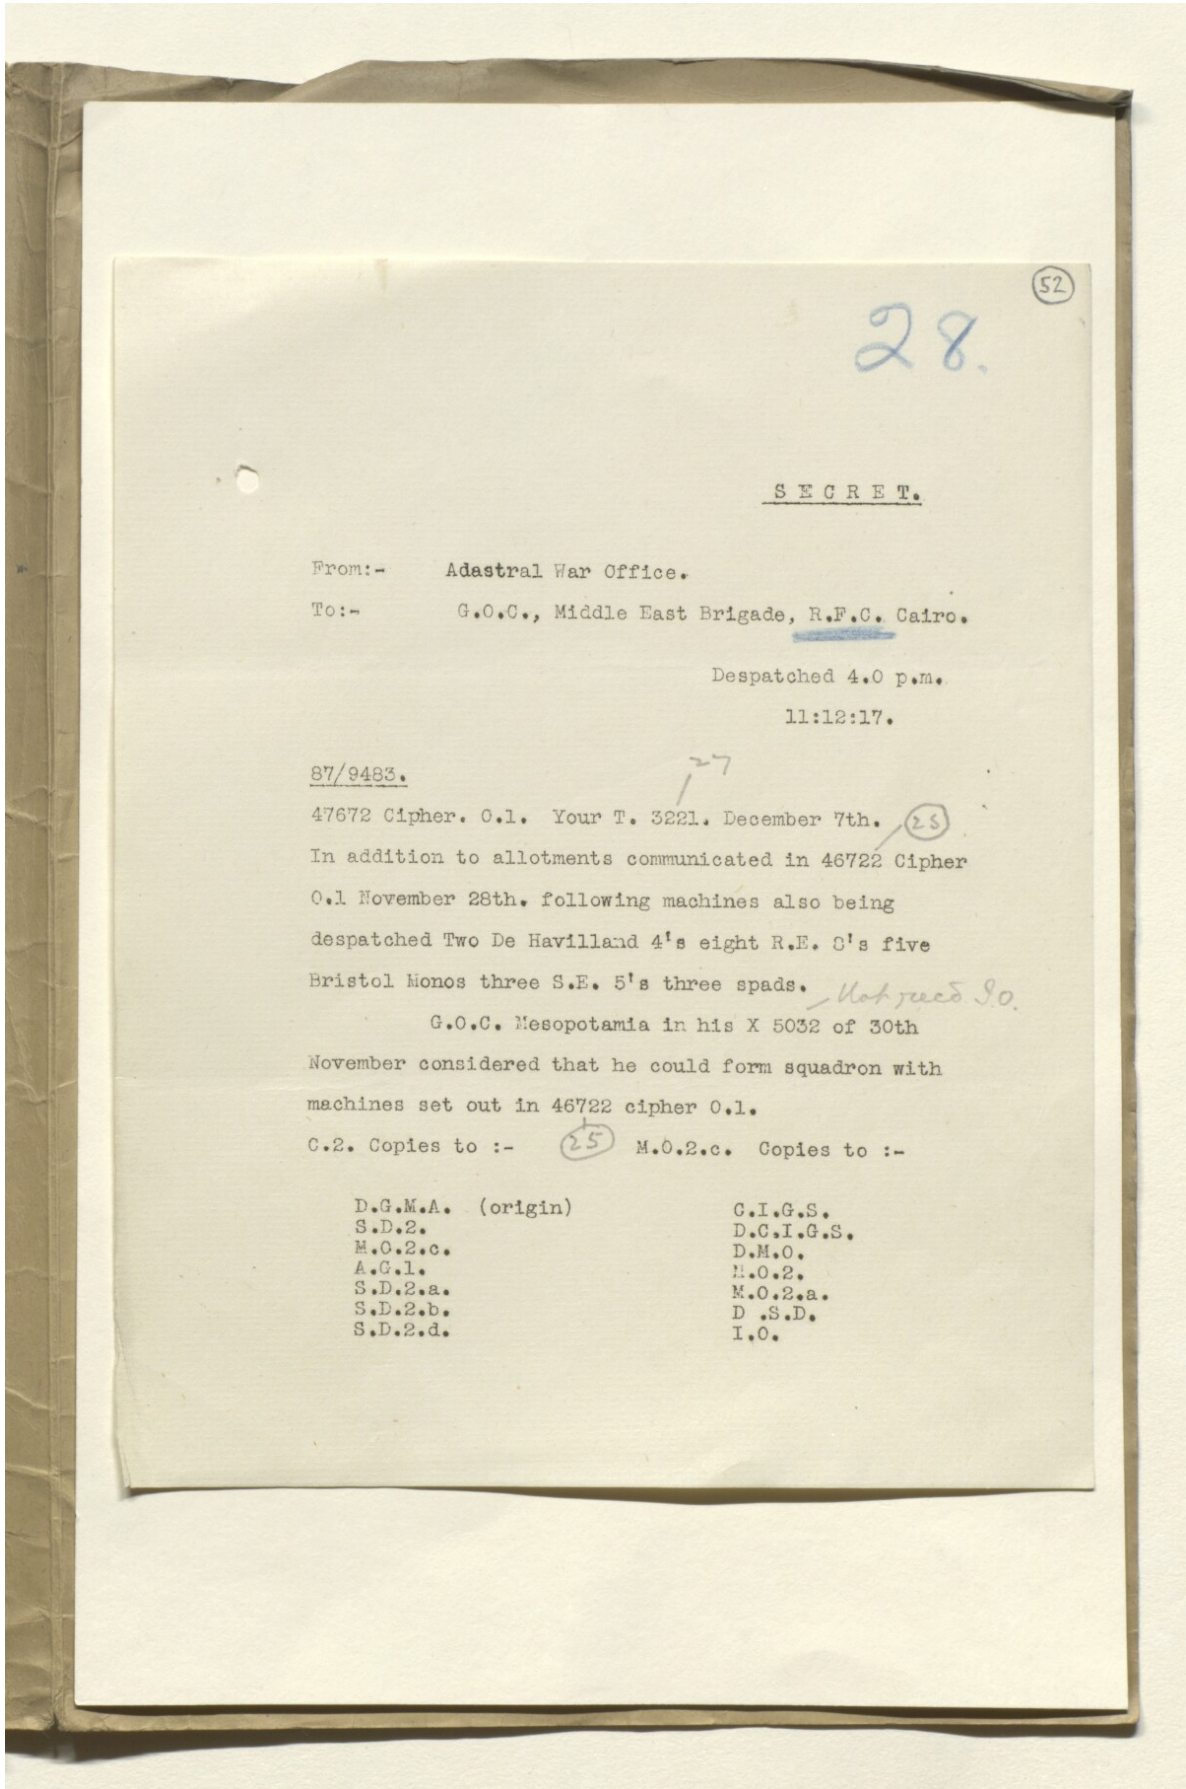 52
28.
S E C R E T.
From:- Adastral War Office.
To:- G.O.C., Middle East Brigade, R.F.C. Cairo.
Despatched 4.0 p.m.
11:12:17.
27
87/9483.
47672 Cipher. O.1. Your T. 3221. December 7th. 25
In addition to allotments communicated in 46722 Cipher
O.1 November 28th. following machines also being
despatched Two De Havilland 4's eight R.E. 8's five
Bristol Monos three S.E. 5's three spads.
Not recd I.O.
G.O.C. Mesopotamia in his X 5032 of 30th
November considered that he could form squadron with
machines set out in 46722 cipher O.1.
C.2. Copies to :- 25 M.O.2.c. Copies to :-
D.G.M.A. (origin) C.I.G.S.
S.D.2. D.C.I.G.S.
M.O.2.c. D.M.O.
A.G.1. M.O.2.
S.D.2.a. M.O.2.a.
S.D.2.b. D .S.D.
S.D.2.d. I.O.